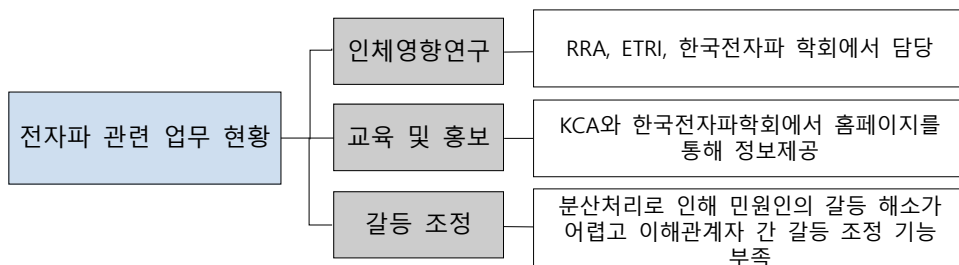 전자파 관련 업무 현황
인체영향연구
RRA, ETRI, 한국전자파 학회에서 담당
교육 및 홍보
KCA와 한국전자파학회에서 홈페이지를
통해 정보제공
갈등 조정
분산처리로 인해 민원인의 갈등 해소가
어렵고 이해관계자 간 갈등 조정 기능
부족